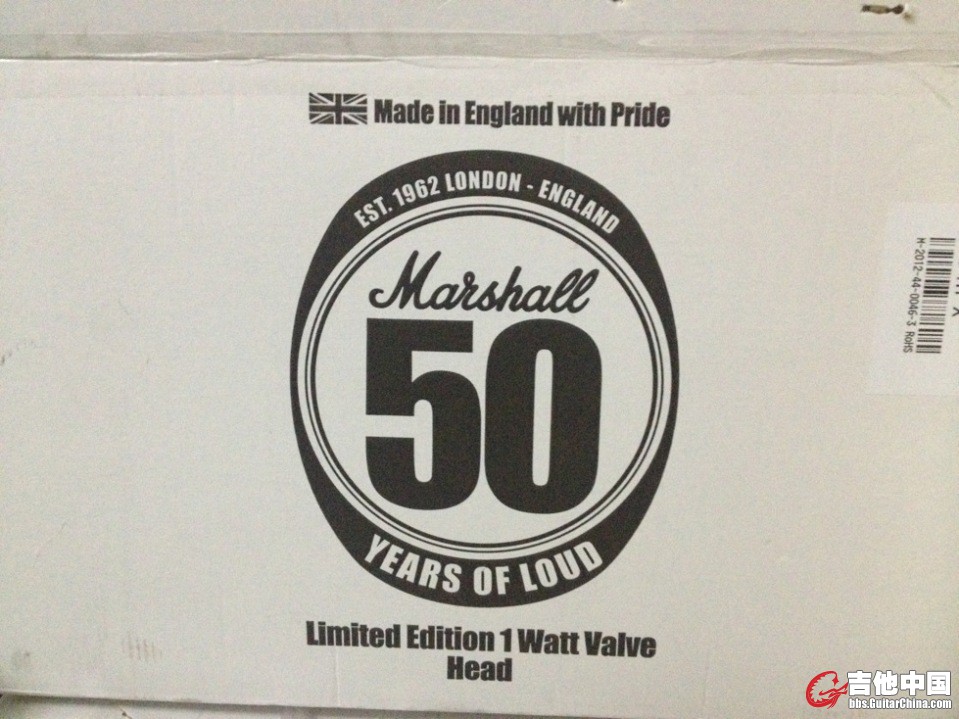 Made in England with Pride
EST. 1962 LONDON - ENGLAND
Marshall
50
YEARS OF LOUD
Limited Edition 1 Watt Valve
Head
M-2012-44-0046-3 RoHS
吉他中国
bbs.GuitarChina.com